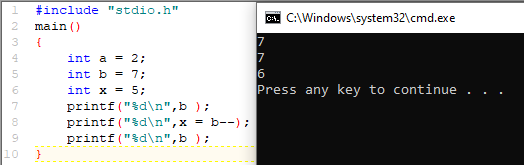 1 #include "stdio.h"
2 main()
3 {
4 int a = 2;
5 int b = 7;
6 int x = 5;
7 printf("%d\n",b );
8 printf("%d\n",x = b--);
9 printf("%d\n",b );
10 }
C:\Windows\system32\cmd.exe
7
7
6
Press any key to continue . . .